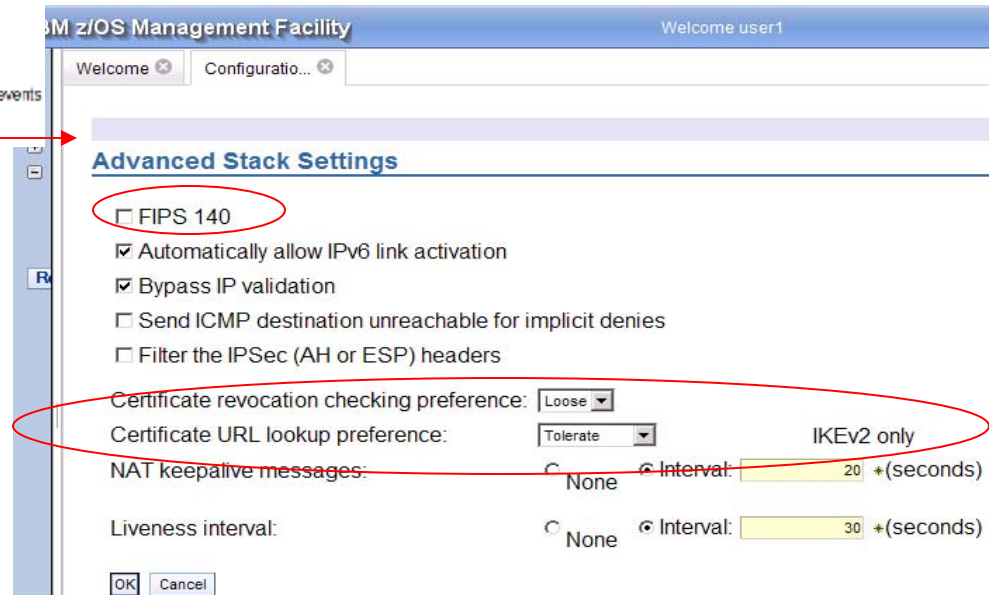 BM z/OS Management Facility Welcome user1
Welcome Configuratio...
events
Advanced Stack Settings
FIPS 140
Automatically allow IPv6 link activation
Re
Bypass IP validation
Send ICMP destination unreachable for implicit denies
Filter the IPSec (AH or ESP) headers
Certificate revocation checking preference: Loose
Certificate URL lookup preference: Tolerate IKEv2 only
NAT keepalive messages: None Interval: 20 *(seconds)
Liveness interval: None Interval: 30 *(seconds)
OK Cancel